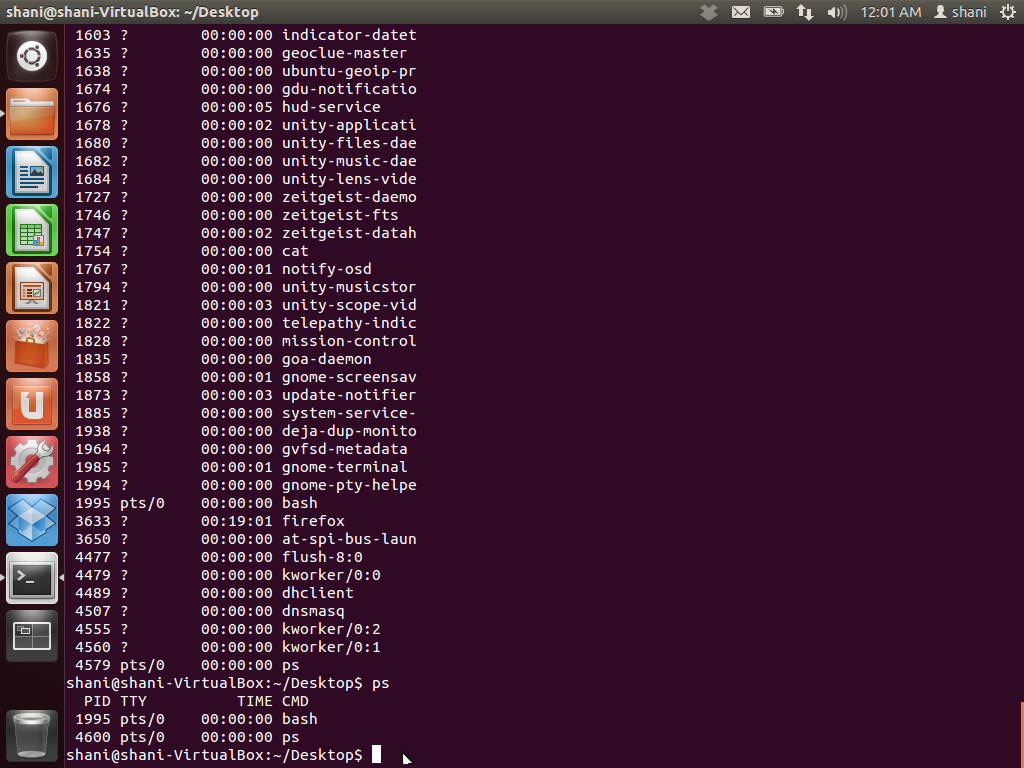 shani@shani-VirtualBox: ~/Desktop 12:01 AM shani
1603 ? 00:00:00 indicator-datet
1635 ? 00:00:00 geoclue-master
1638 ? 00:00:00 ubuntu-geoip-pr
1674 ? 00:00:00 gdu-notificatio
1676 ? 00:00:05 hud-service
1678 ? 00:00:02 unity-applicati
1680 ? 00:00:00 unity-files-dae
1682 ? 00:00:00 unity-music-dae
1684 ? 00:00:00 unity-lens-vide
1727 ? 00:00:00 zeitgeist-daemo
1746 ? 00:00:00 zeitgeist-fts
1747 ? 00:00:02 zeitgeist-datah
1754 ? 00:00:00 cat
1767 ? 00:00:01 notify-osd
1794 ? 00:00:00 unity-musicstor
1821 ? 00:00:03 unity-scope-vid
1822 ? 00:00:00 telepathy-indic
1828 ? 00:00:00 mission-control
1835 ? 00:00:00 goa-daemon
1858 ? 00:00:01 gnome-screensav
1873 ? 00:00:03 update-notifier
1885 ? 00:00:00 system-service-
1938 ? 00:00:00 deja-dup-monito
1964 ? 00:00:00 gvfsd-metadata
1985 ? 00:00:01 gnome-terminal
1994 ? 00:00:00 gnome-pty-helpe
1995 pts/0 00:00:00 bash
3633 ? 00:19:01 firefox
3650 ? 00:00:00 at-spi-bus-laun
4477 ? 00:00:00 flush-8:0
4479 ? 00:00:00 kworker/0:0
4489 ? 00:00:00 dhclient
4507 ? 00:00:00 dnsmasq
4555 ? 00:00:00 kworker/0:2
4560 ? 00:00:00 kworker/0:1
4579 pts/0 00:00:00 ps
shani@shani-VirtualBox:~/Desktop$ ps
PID TTY TIME CMD
1995 pts/0 00:00:00 bash
4600 pts/0 00:00:00 ps
shani@shani-VirtualBox:~/Desktop$